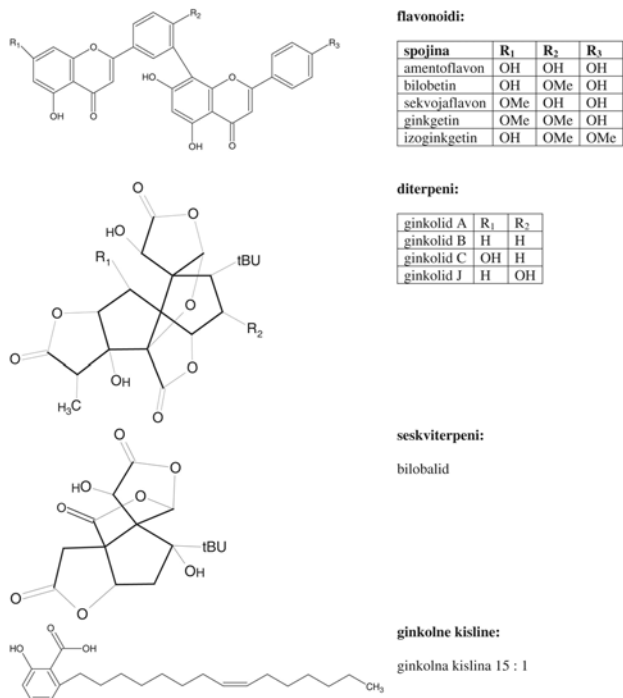 flavonoidi:
spojina R1 R2 R3
amentoflavon OH OH OH
bilobetin OH OMe OH
sekvojaflavon OMe OH OH
ginkgetin OMe OMe OH
izoginkgetin OH OMe OMe
R1
O
R2
R3
HO
O
OH
O
OH
O
diterpeni:
ginkolid A R1 R2
ginkolid B H H
ginkolid C OH H
ginkolid J H OH
O
O
HO
R1
tBU
O
O
R2
O
O
OH
H3C
O
seskviterpeni:
bilobalid
O
O
HO
O
O
tBU
OH
O
O
ginkolne kisline:
ginkolna kislina 15 : 1
O
HO
OH
CH3